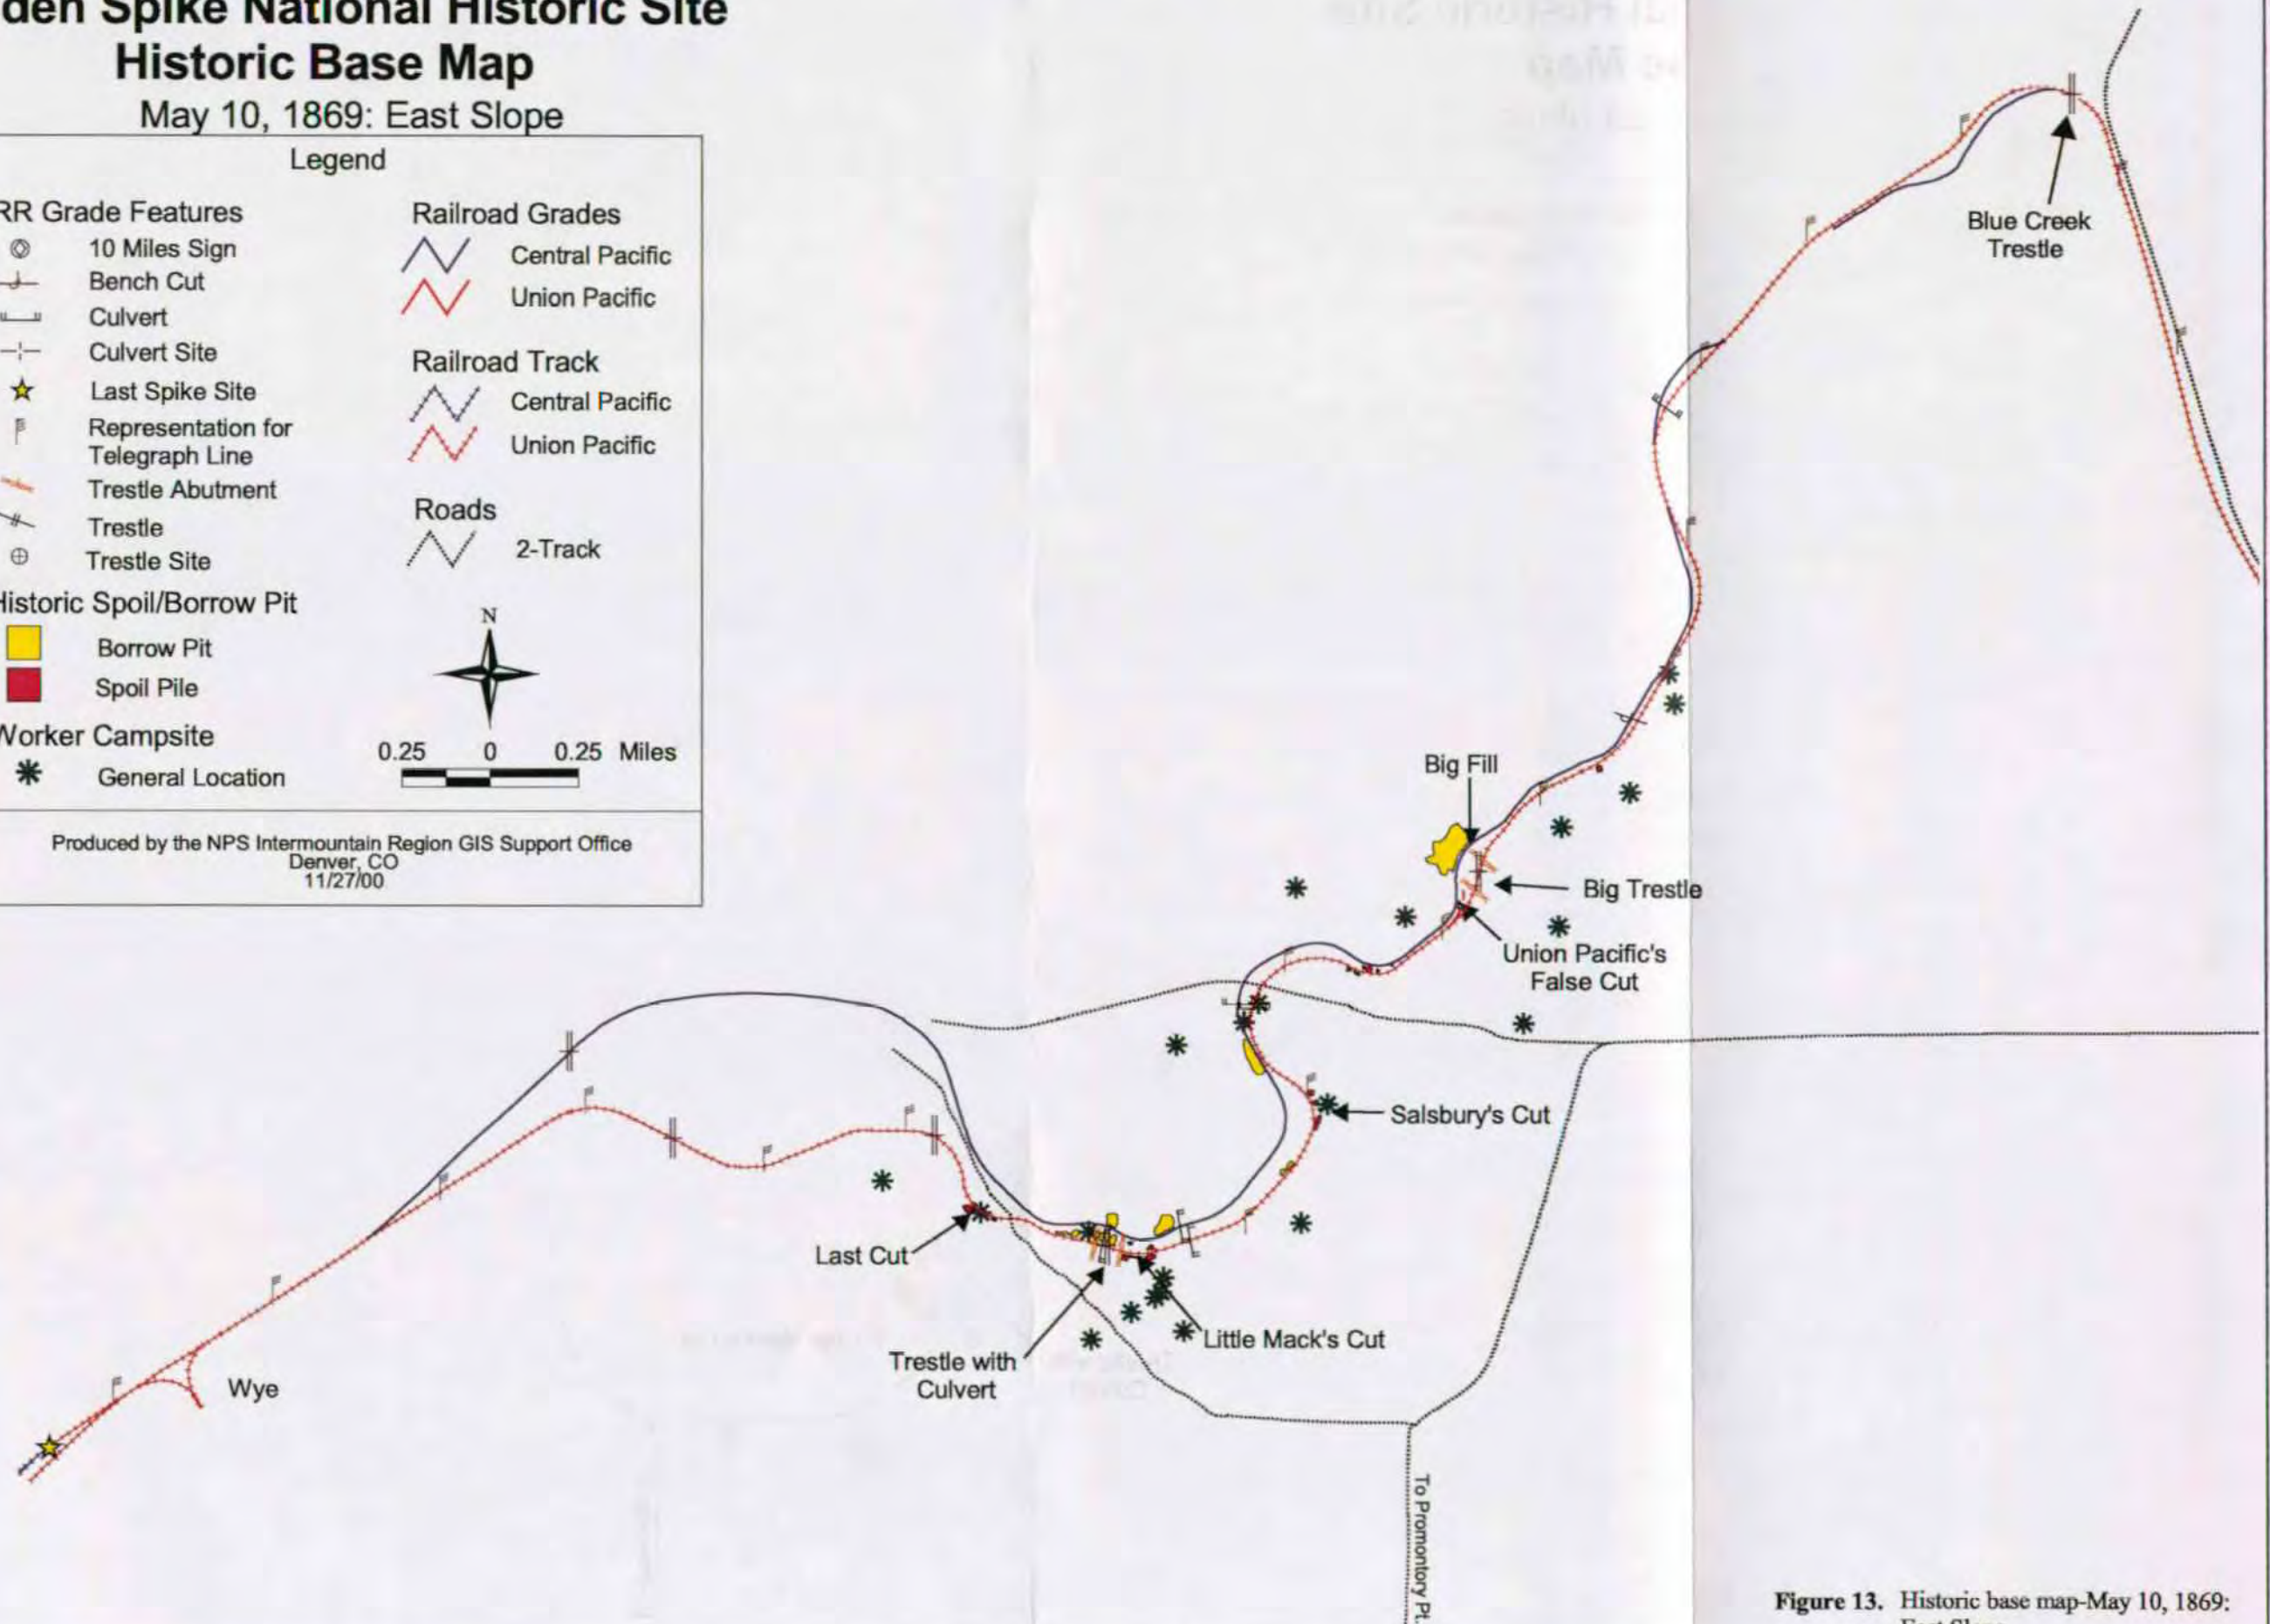 den Spike National Historic Site
Historic Base Map
May 10, 1869: East Slope
Legend
RR Grade Features
10 Miles Sign
Bench Cut
Culvert
Culvert Site
Last Spike Site
Representation for
Telegraph Line
Trestle Abutment
Trestle
Trestle Site
Historic Spoil/Borrow Pit
Borrow Pit
Spoil Pile
Worker Campsite
General Location
Railroad Grades
Central Pacific
Union Pacific
Railroad Track
Central Pacific
Union Pacific
Roads
2-Track
N
0.25 0 0.25 Miles
Produced by the NPS Intermountain Region GIS Support Office
Denver, CO
11/27/00
Blue Creek
Trestle
Big Fill
Big Trestle
Union Pacific's
False Cut
Salsbury's Cut
Last Cut
Little Mack's Cut
Trestle with
Culvert
Wye
To Promontory Pt.
Figure 13. Historic base map-May 10, 1869:
East Slope